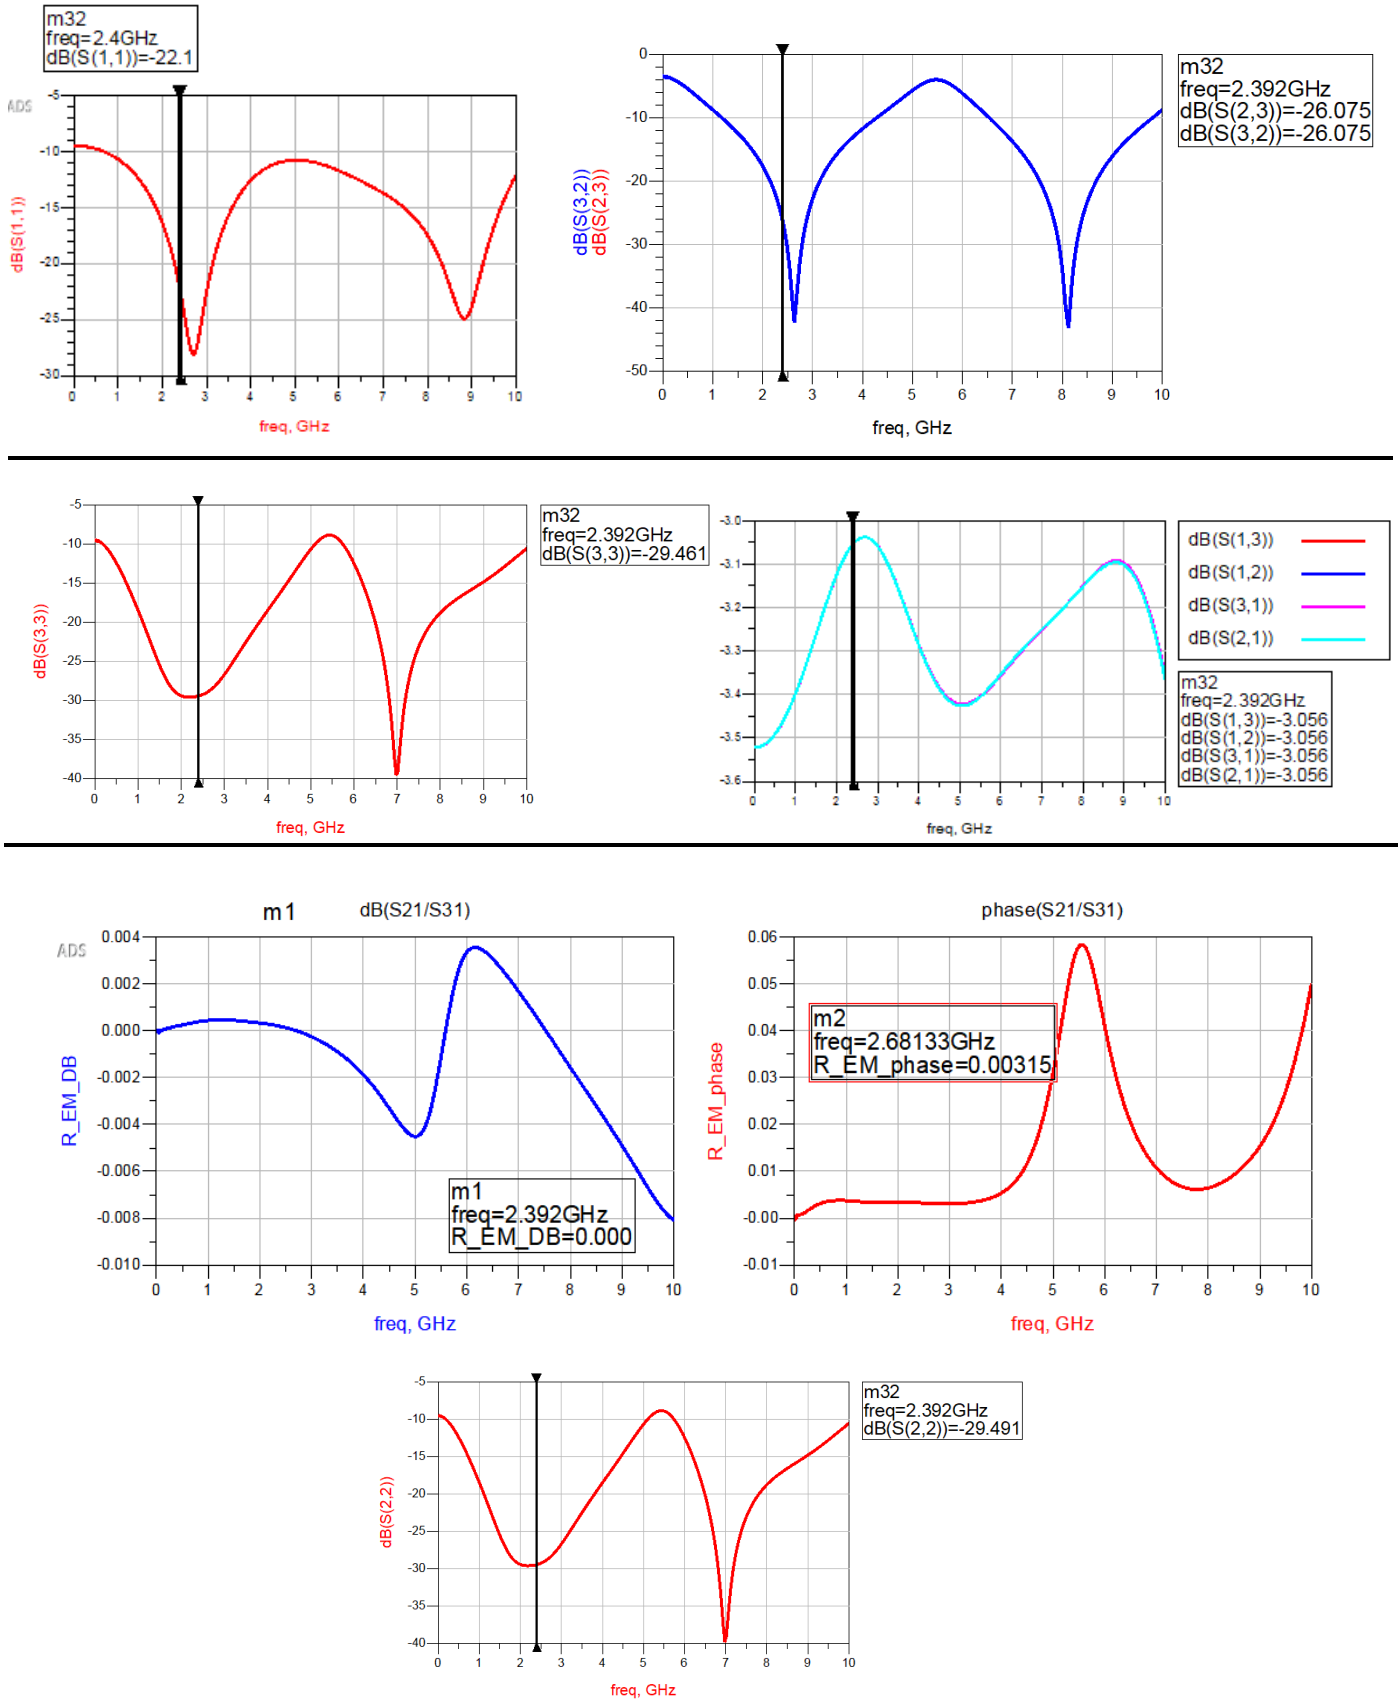 m32
freq=2.4GHz
dB(S(1,1))=-22.1
ADS
-5
-10
-15
-20
-25
-30
dB(S(1,1))
0 1 2 3 4 5 6 7 8 9 10
freq, GHz
m32
freq=2.392GHz
dB(S(2,3))=-26.075
dB(S(3,2))=-26.075
0
-10
-20
-30
-40
-50
dB(S(3,2))
dB(S(2,3))
0 1 2 3 4 5 6 7 8 9 10
freq, GHz
m32
freq=2.392GHz
dB(S(3,3))=-29.461
-5
-10
-15
-20
-25
-30
-35
-40
dB(S(3,3))
0 1 2 3 4 5 6 7 8 9 10
freq, GHz
-3.0
-3.1
-3.2
-3.3
-3.4
-3.5
-3.6
0 1 2 3 4 5 6 7 8 9 10
freq, GHz
dB(S(1,3))
dB(S(1,2))
dB(S(3,1))
dB(S(2,1))
m32
freq=2.392GHz
dB(S(1,3))=-3.056
dB(S(1,2))=-3.056
dB(S(3,1))=-3.056
dB(S(2,1))=-3.056
m1 dB(S21/S31)
ADS
0.004
0.002
0.000
-0.002
-0.004
-0.006
-0.008
-0.010
R_EM_DB
m1
freq=2.392GHz
R_EM_DB=0.000
0 1 2 3 4 5 6 7 8 9 10
freq, GHz
phase(S21/S31)
0.06
0.05
0.04
0.03
0.02
0.01
-0.00
-0.01
R_EM_phase
m2
freq=2.68133GHz
R_EM_phase=0.00315
0 1 2 3 4 5 6 7 8 9 10
freq, GHz
m32
freq=2.392GHz
dB(S(2,2))=-29.491
-5
-10
-15
-20
-25
-30
-35
-40
dB(S(2,2))
0 1 2 3 4 5 6 7 8 9 10
freq, GHz